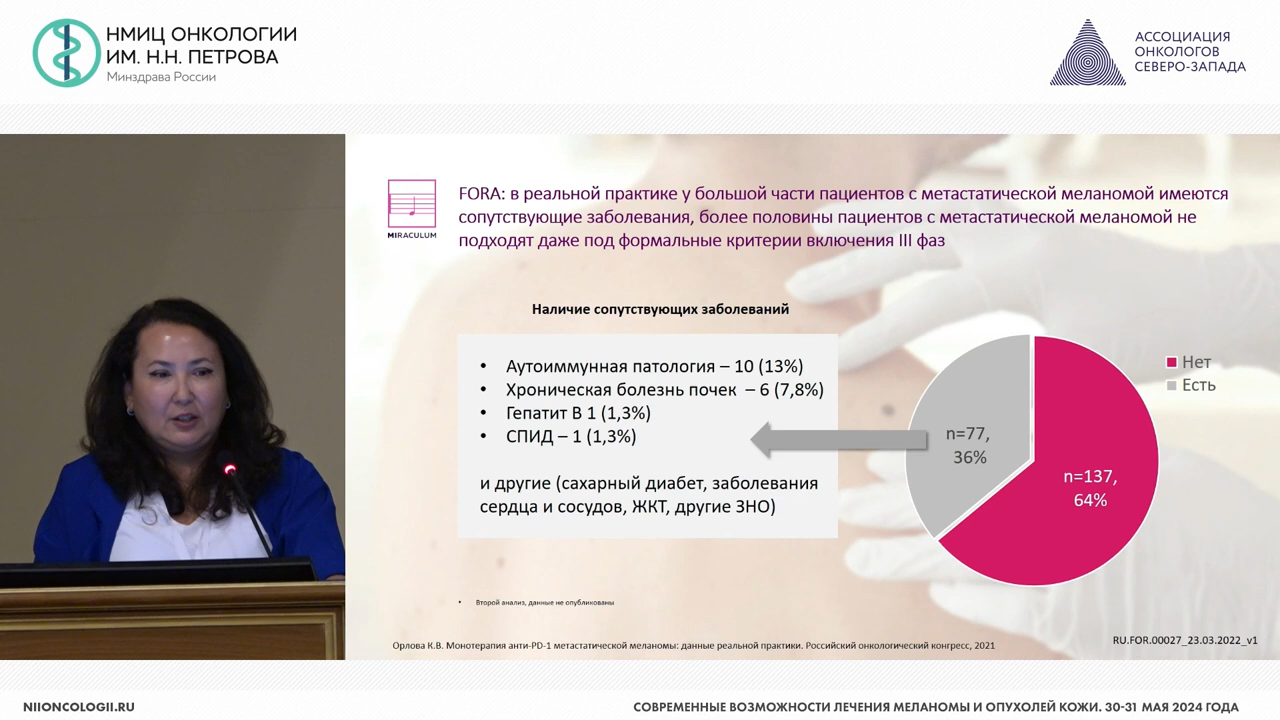 НМИЦ ОНКОЛОГИИ
ИМ. Н.Н. ПЕТРОВА
Минздрава России
АССОЦИАЦИЯ
ОНКОЛОГОВ
СЕВЕРО-ЗАПАДА
MIRACULUM
FORA: в реальной практике у большой части пациентов с метастатической меланомой имеются
сопутствующие заболевания, более половины пациентов с метастатической меланомой не
подходят даже под формальные критерии включения III фаз
Наличие сопутствующих заболеваний
• Аутоиммунная патология – 10 (13%)
• Хроническая болезнь почек – 6 (7,8%)
• Гепатит В 1 (1,3%)
• СПИД – 1 (1,3%)
и другие (сахарный диабет, заболевания
сердца и сосудов, ЖКТ, другие ЗНО)
n=77,
36%
n=137,
64%
Нет
Есть
• Второй анализ, данные не опубликованы
Орлова К.В. Монотерапия анти-PD-1 метастатической меланомы: данные реальной практики. Российский онкологический конгресс, 2021
RU.FOR.00027_23.03.2022_v1
NIIONCOLOGII.RU
СОВРЕМЕННЫЕ ВОЗМОЖНОСТИ ЛЕЧЕНИЯ МЕЛАНОМЫ И ОПУХОЛЕЙ КОЖИ. 30-31 МАЯ 2024 ГОДА